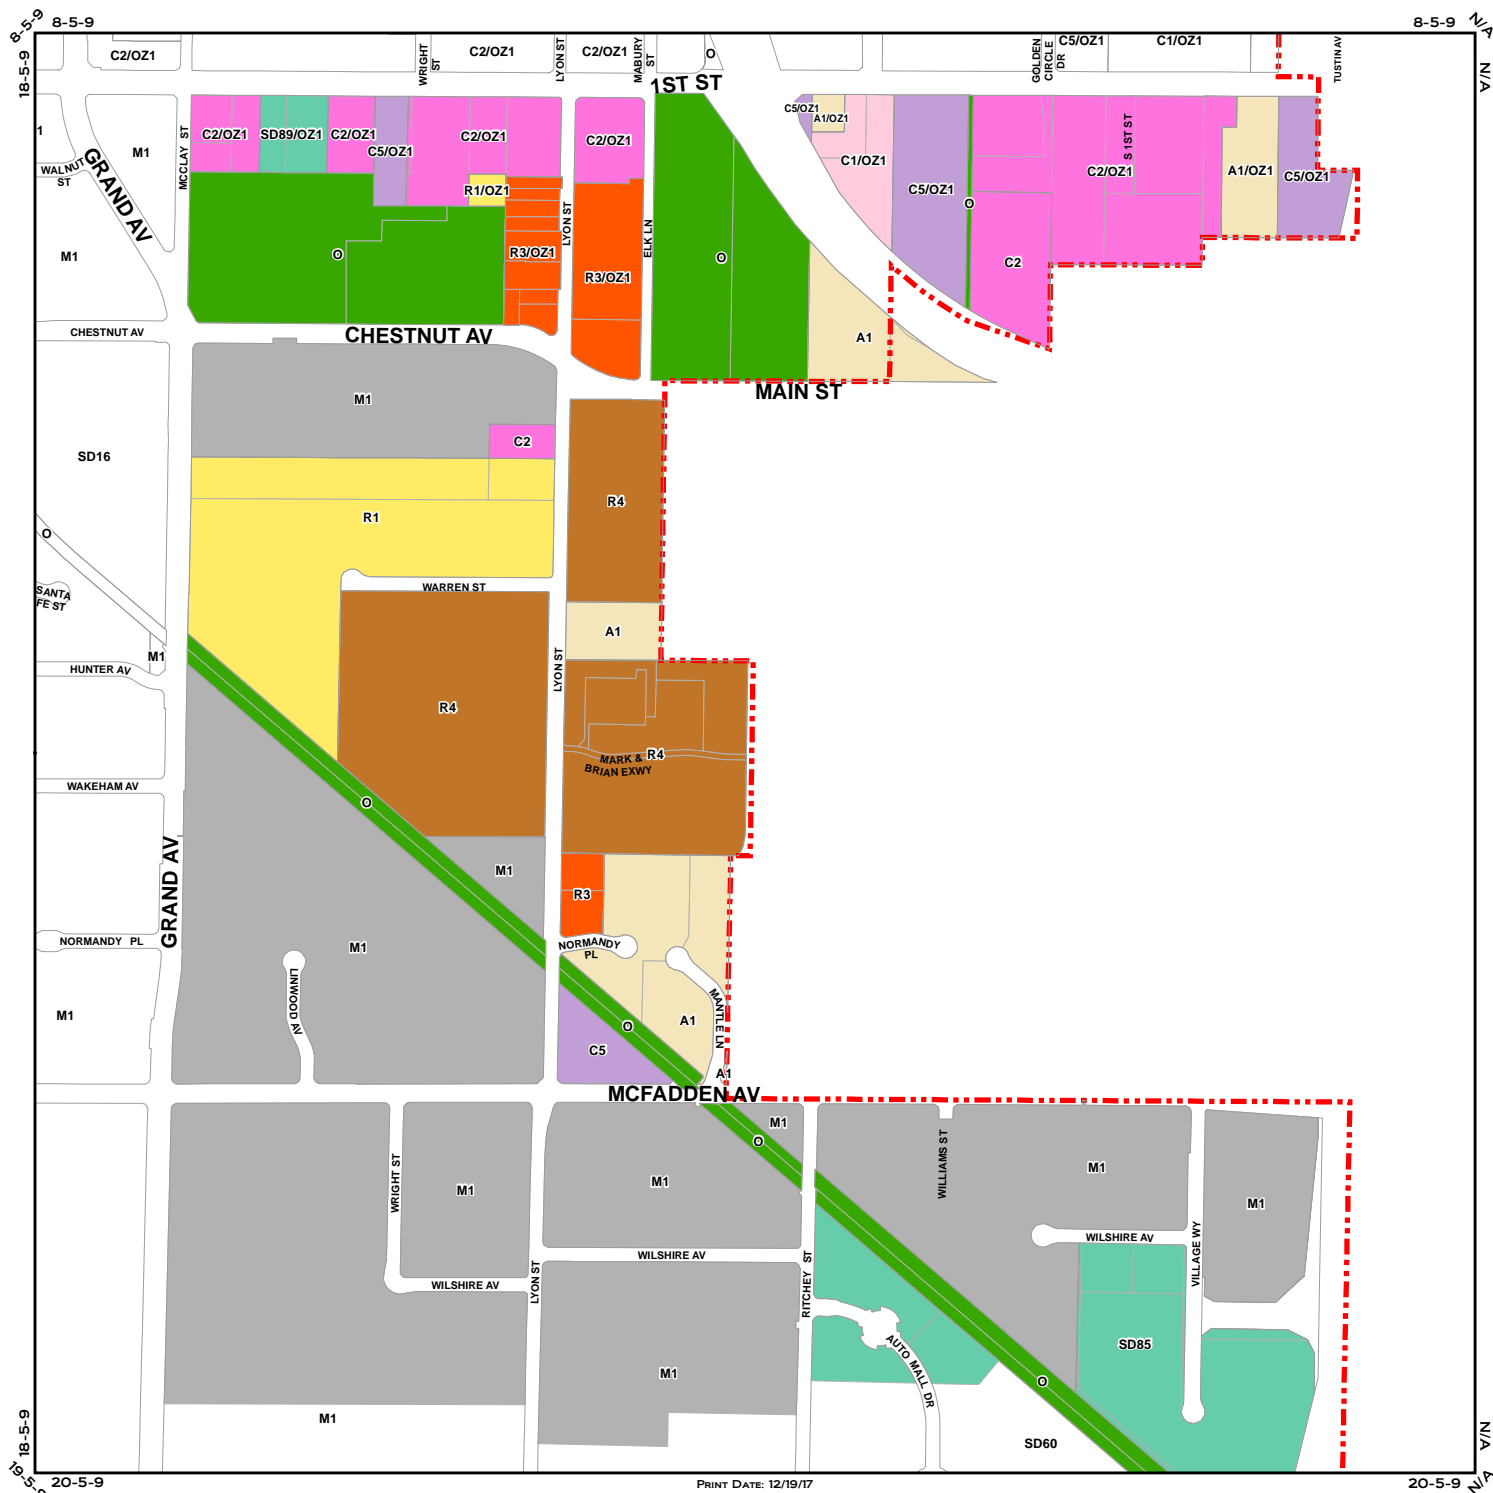 8-5-9
8-5-9
8-5-9
N/A
18-5-9
N/A
C2/OZ1
WRIGHT ST
C2/OZ1
LYON ST
C2/OZ1
MABURY ST
O
GOLDEN CIRCLE DR
C5/OZ1
C1/OZ1
TUSTIN AV
1ST ST
1
M1
WALNUT ST
GRAND AV
MCCLAY ST
C2/OZ1
SD89/OZ1
C2/OZ1
C5/OZ1
C2/OZ1
C2/OZ1
C5/OZ1
A1/OZ1
C1/OZ1
C5/OZ1
O
S 1ST ST
C2/OZ1
A1/OZ1
C5/OZ1
R1/OZ1
LYON ST
ELK LN
M1
O
R3/OZ1
R3/OZ1
O
C2
CHESTNUT AV
CHESTNUT AV
A1
MAIN ST
M1
C2
SD16
R4
R1
O
WARREN ST
SANTA FE ST
A1
M1
HUNTER AV
LYON ST
R4
R4
MARK &
BRIAN EXWY
WAKEHAM AV
O
GRAND AV
M1
R3
NORMANDY PL
M1
NORMANDY
PL
LINWOOD AV
M1
MANTLE LN
O
A1
C5
A1
MCFADDEN AV
M1
O
WRIGHT ST
M1
M1
WILLIAMS ST
M1
M1
WILSHIRE AV
WILSHIRE AV
WILSHIRE AV
LYON ST
RITCHEY ST
VILLAGE WY
SD85
AUTO MALL DR
M1
O
M1
SD60
18-5-9
N/A
19-5-9
20-5-9
PRINT DATE: 12/19/17
20-5-9
N/A